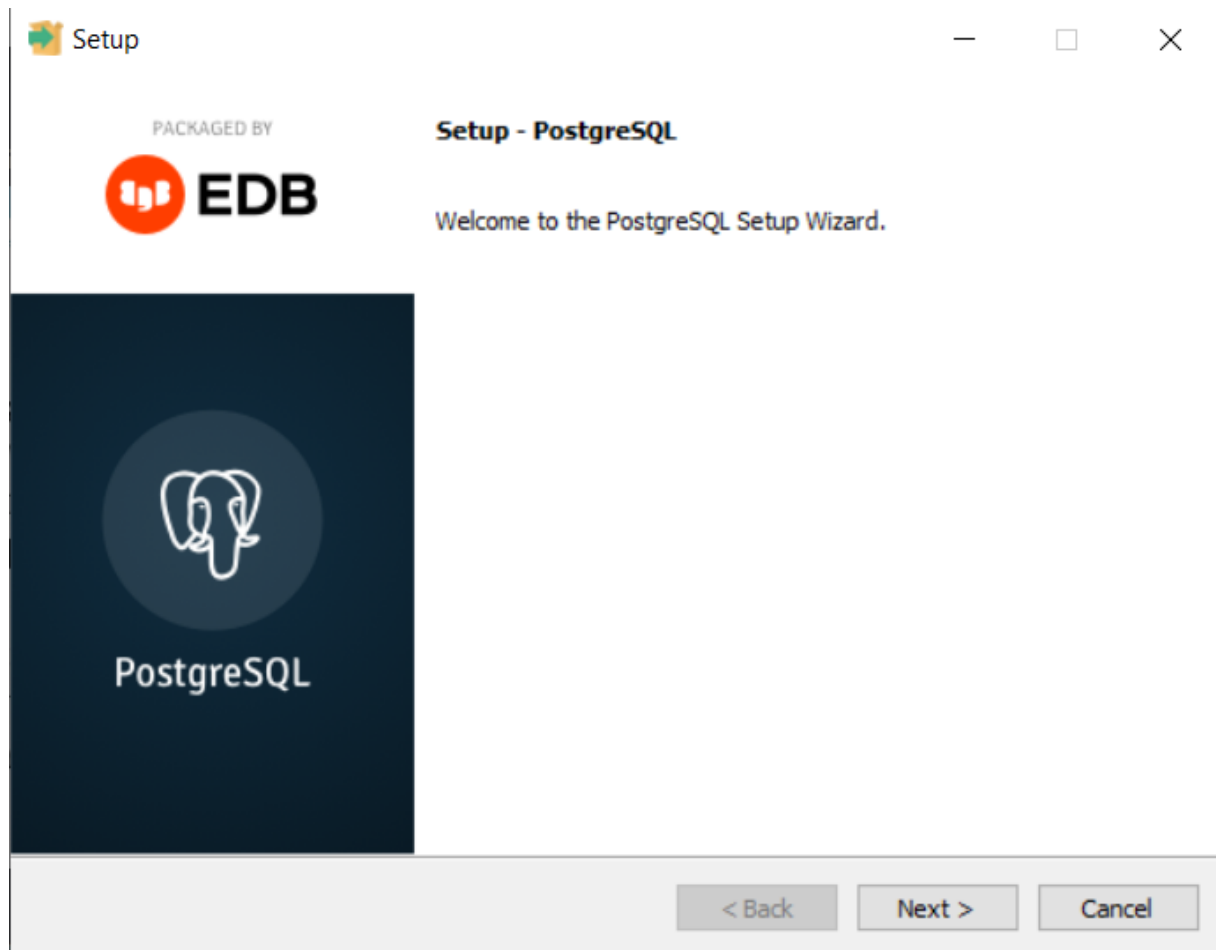 Setup
PACKAGED BY
EDB
Setup - PostgreSQL
Welcome to the PostgreSQL Setup Wizard.
PostgreSQL
< Back
Next >
Cancel